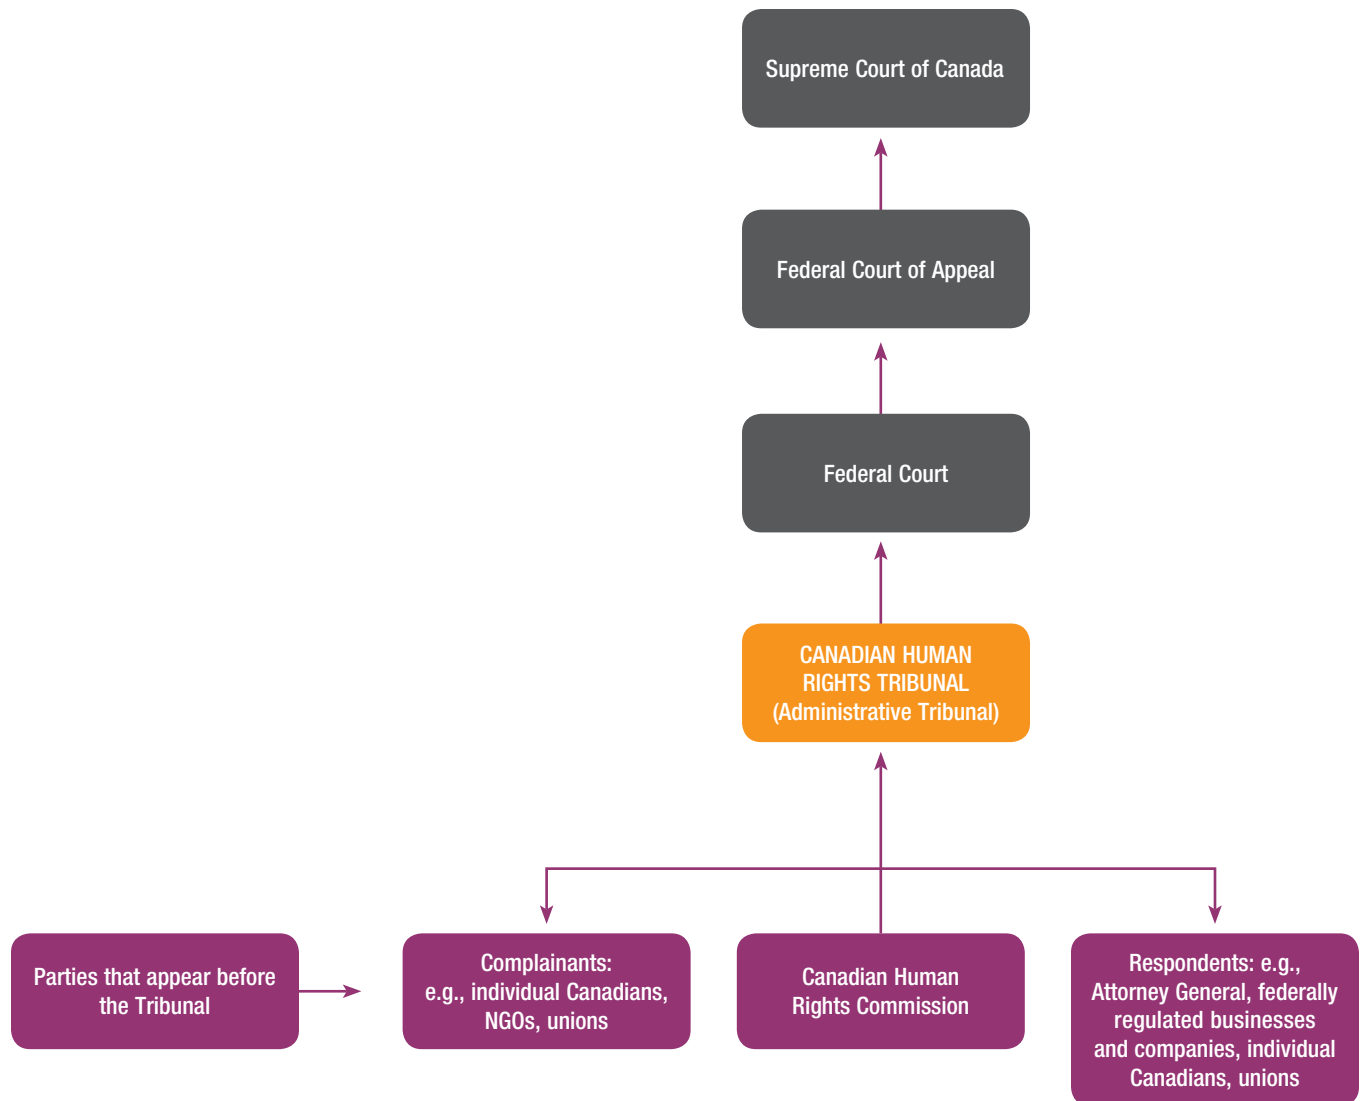 Supreme Court of Canada
Federal Court of Appeal
Federal Court
CANADIAN HUMAN
RIGHTS TRIBUNAL
(Administrative Tribunal)
Parties that appear before
the Tribunal
Complainants:
e.g., individual Canadians,
NGOs, unions
Canadian Human
Rights Commission
Respondents: e.g.,
Attorney General, federally
regulated businesses
and companies, individual
Canadians, unions